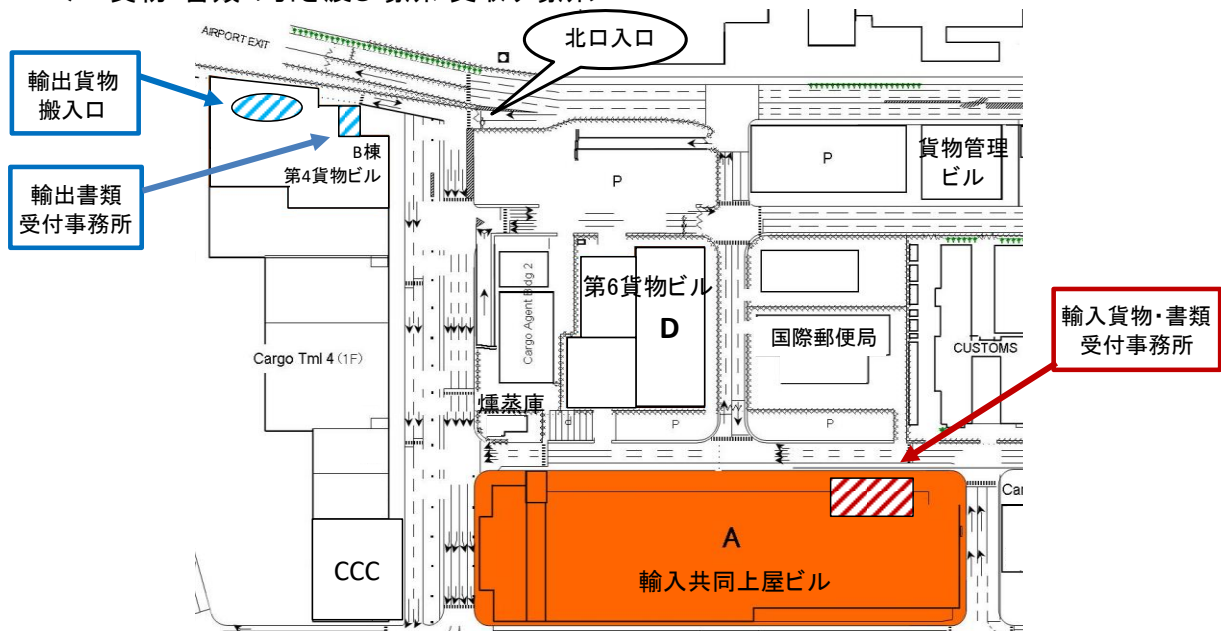 AIRPORT EXIT
北口入口
輸出貨物
搬入口
B棟
第4貨物ビル
輸出書類
受付事務所
P
P
貨物管理
ビル
Cargo Agent Bldg 2
第6貨物ビル
D
国際郵便局
CUSTOMS
輸入貨物・書類
受付事務所
Cargo Tml 4 (1F)
燻蒸庫
P
P
A
輸入共同上屋ビル
CCC